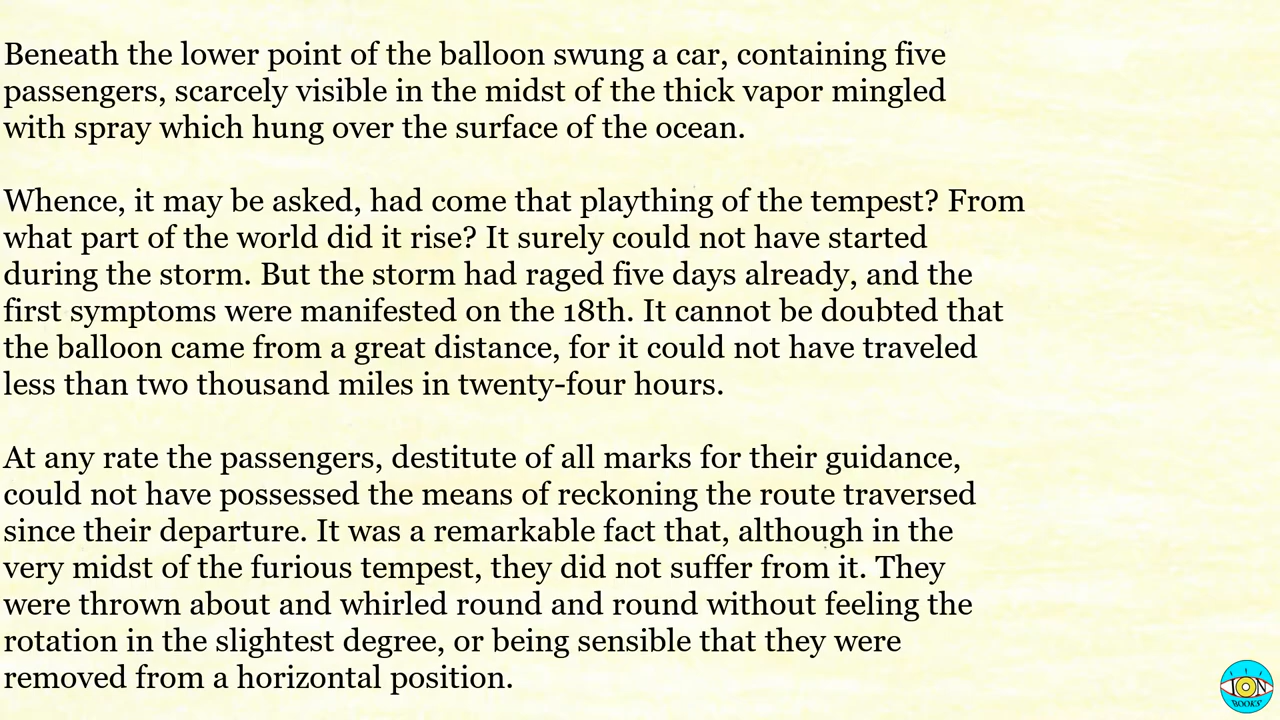 Beneath the lower point of the balloon swung a car, containing five
passengers, scarcely visible in the midst of the thick vapor mingled
with spray which hung over the surface of the ocean.
Whence, it may be asked, had come that plaything of the tempest? From
what part of the world did it rise? It surely could not have started
during the storm. But the storm had raged five days already, and the
first symptoms were manifested on the 18th. It cannot be doubted that
the balloon came from a great distance, for it could not have traveled
less than two thousand miles in twenty-four hours.
At any rate the passengers, destitute of all marks for their guidance,
could not have possessed the means of reckoning the route traversed
since their departure. It was a remarkable fact that, although in the
very midst of the furious tempest, they did not suffer from it. They
were thrown about and whirled round and round without feeling the
rotation in the slightest degree, or being sensible that they were
removed from a horizontal position.
ION
BOOKS